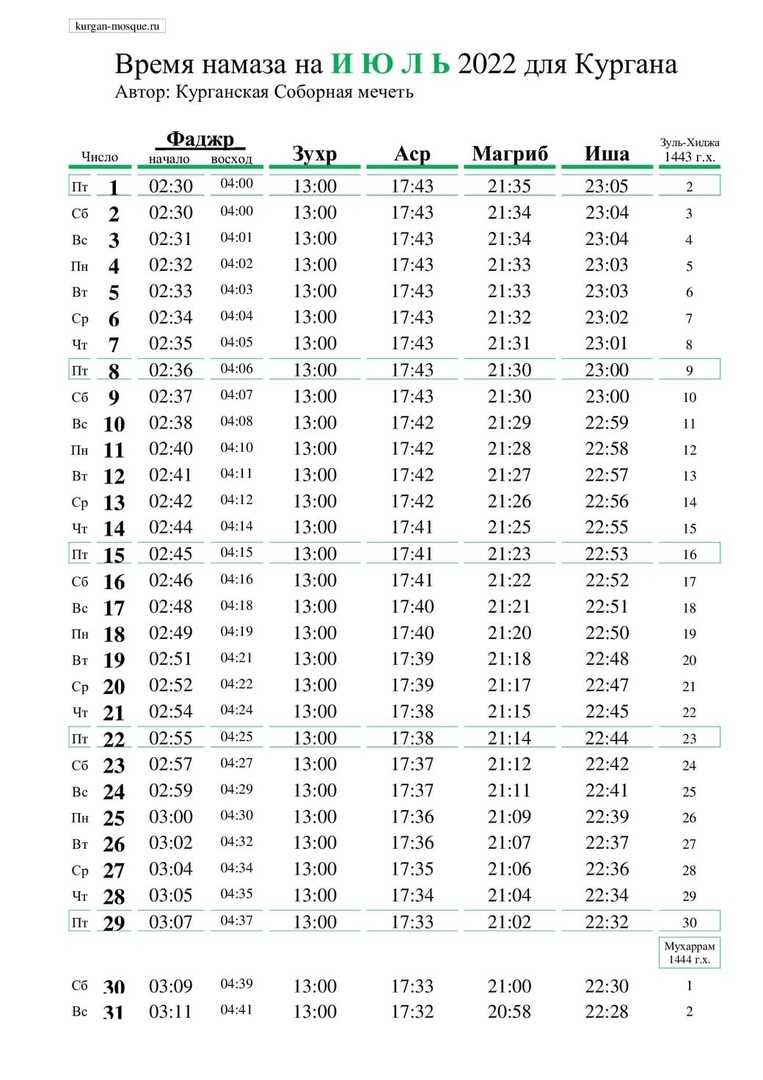 kurgan-mosque.ru
Время намаза на И Ю Л Ь 2022 для Кургана
Автор: Курганская Соборная мечеть
Число Фаджр начало восход Зухр Аср Магриб Иша Зуль-Хиджа 1443 г.х.
Пт 1 02:30 04:00 13:00 17:43 21:35 23:05 2
Сб 2 02:30 04:00 13:00 17:43 21:34 23:04 3
Вс 3 02:31 04:01 13:00 17:43 21:34 23:04 4
Пн 4 02:32 04:02 13:00 17:43 21:33 23:03 5
Вт 5 02:33 04:03 13:00 17:43 21:33 23:03 6
Ср 6 02:34 04:04 13:00 17:43 21:32 23:02 7
Чт 7 02:35 04:05 13:00 17:43 21:31 23:01 8
Пт 8 02:36 04:06 13:00 17:43 21:30 23:00 9
Сб 9 02:37 04:07 13:00 17:43 21:30 23:00 10
Вс 10 02:38 04:08 13:00 17:42 21:29 22:59 11
Пн 11 02:40 04:10 13:00 17:42 21:28 22:58 12
Вт 12 02:41 04:11 13:00 17:42 21:27 22:57 13
Ср 13 02:42 04:12 13:00 17:42 21:26 22:56 14
Чт 14 02:44 04:14 13:00 17:41 21:25 22:55 15
Пт 15 02:45 04:15 13:00 17:41 21:23 22:53 16
Сб 16 02:46 04:16 13:00 17:41 21:22 22:52 17
Вс 17 02:48 04:18 13:00 17:40 21:21 22:51 18
Пн 18 02:49 04:19 13:00 17:40 21:20 22:50 19
Вт 19 02:51 04:21 13:00 17:39 21:18 22:48 20
Ср 20 02:52 04:22 13:00 17:39 21:17 22:47 21
Чт 21 02:54 04:24 13:00 17:38 21:15 22:45 22
Пт 22 02:55 04:25 13:00 17:38 21:14 22:44 23
Сб 23 02:57 04:27 13:00 17:37 21:12 22:42 24
Вс 24 02:59 04:29 13:00 17:37 21:11 22:41 25
Пн 25 03:00 04:30 13:00 17:36 21:09 22:39 26
Вт 26 03:02 04:32 13:00 17:36 21:07 22:37 27
Ср 27 03:04 04:34 13:00 17:35 21:06 22:36 28
Чт 28 03:05 04:35 13:00 17:34 21:04 22:34 29
Пт 29 03:07 04:37 13:00 17:33 21:02 22:32 30
Мухаррам
1444 г.х.
Сб 30 03:09 04:39 13:00 17:33 21:00 22:30 1
Вс 31 03:11 04:41 13:00 17:32 20:58 22:28 2